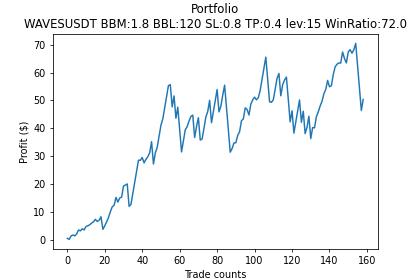 Portfolio
WAVESUSDT BBM:1.8 BBL:120 SL:0.8 TP:0.4 lev:15 WinRatio:72.0
70
60
50
40
30
20
10
0
Profit ($)
0 20 40 60 80 100 120 140 160
Trade counts